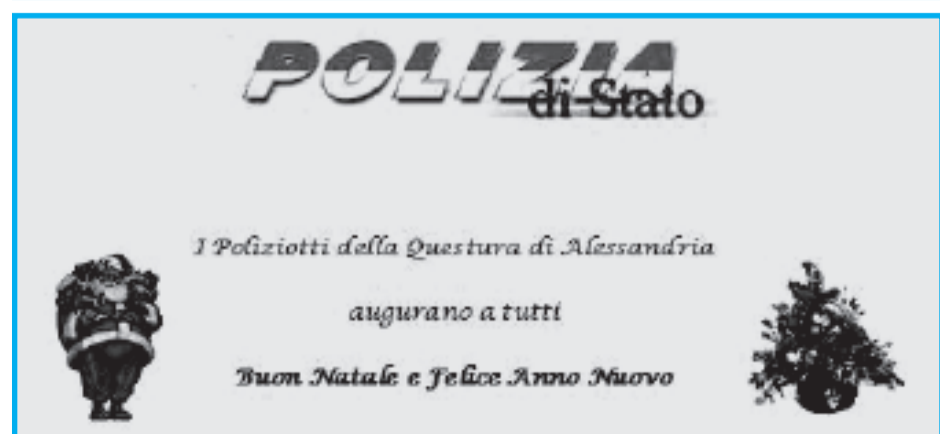 POLIZIA
di Stato
I Poliziotti della Questura di Alessandria
augurano a tutti
Buon Natale e Felice Anno Nuovo